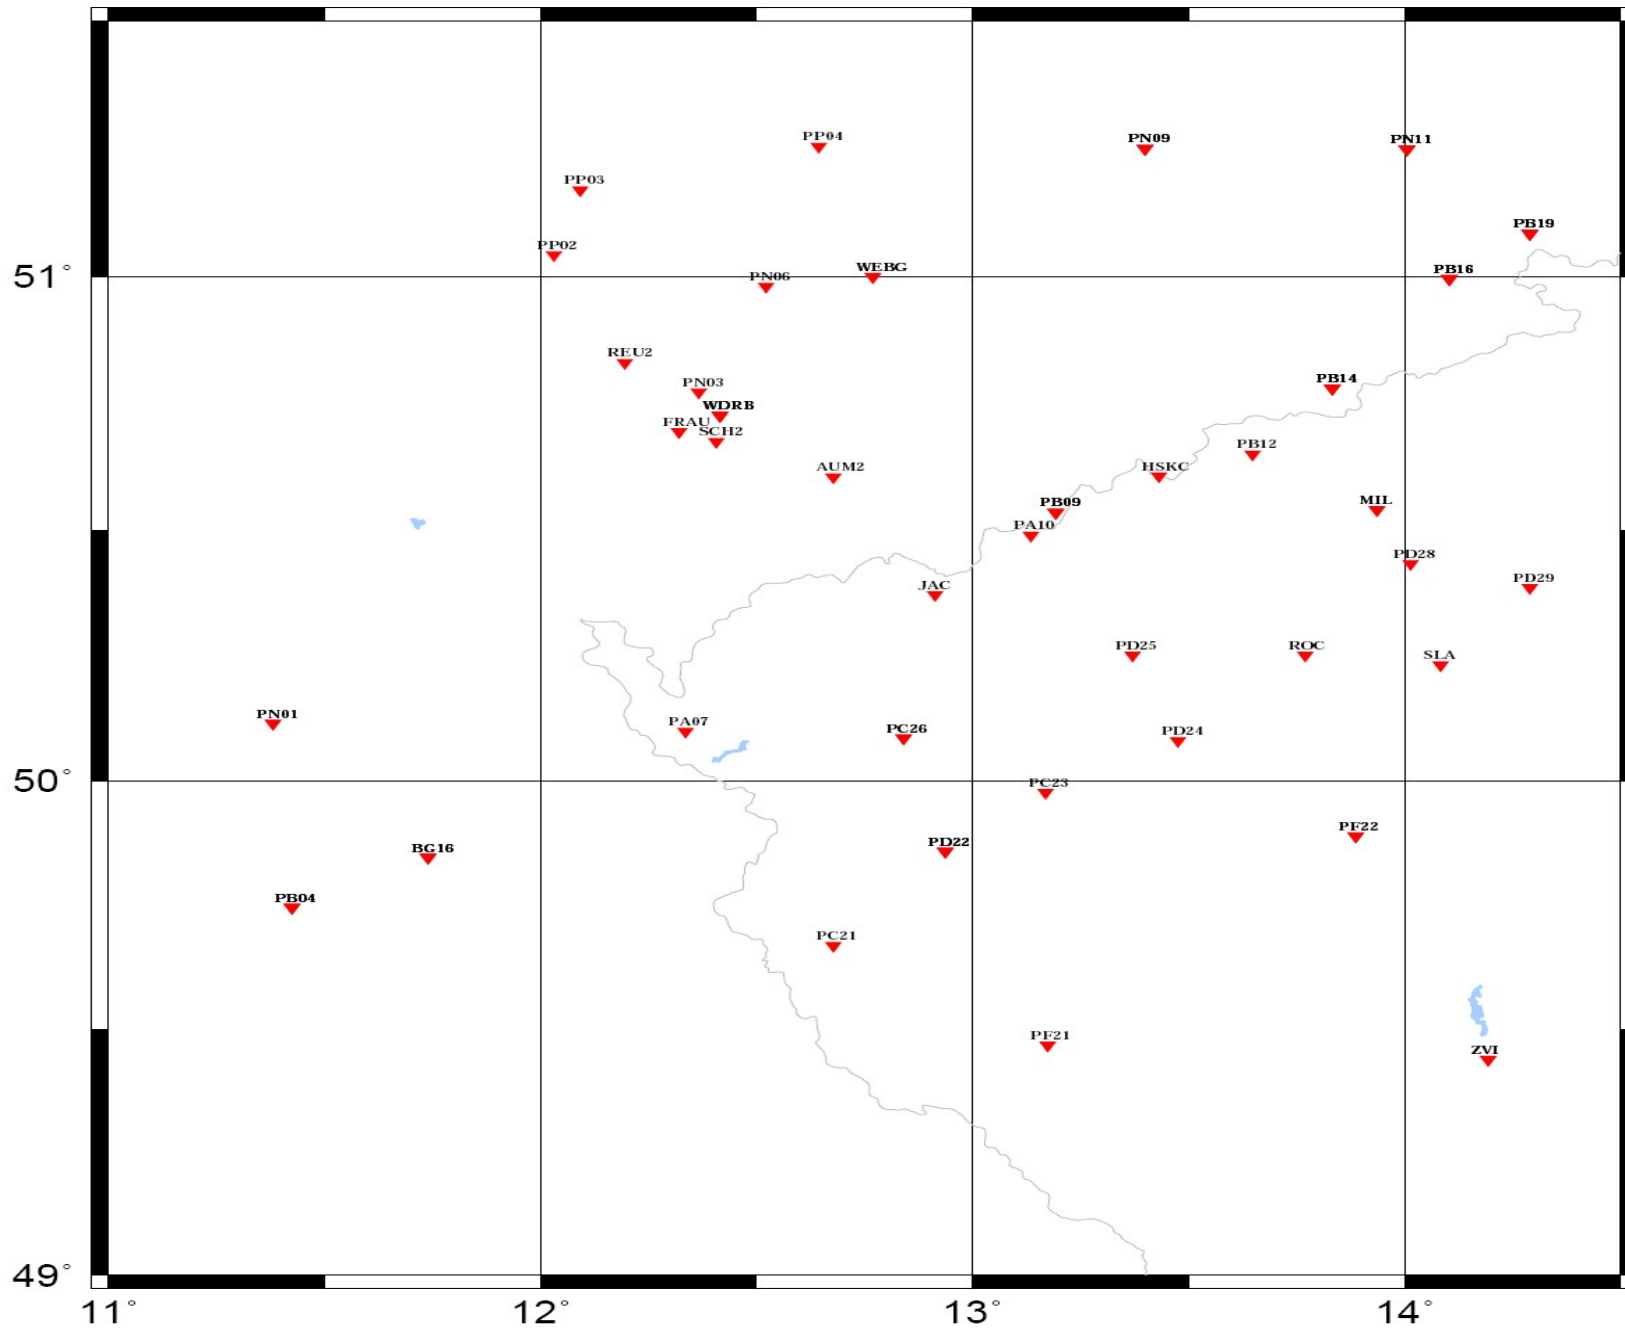 PP04
PN09
PN11
PP03
PB19
PP02
51°
WEBG
PN06
PB16
REU2
PN03
PB14
WDRB
FRAU
SCH2
PB12
AUM2
HSKC
MIL
PB09
PA10
PD28
PD29
JAC
PD25
ROC
SLA
PN01
PA07
PC26
PD24
50°
PC23
PF22
PD22
BG16
PB04
PC21
PF21
ZVI
49°
11° 12° 13° 14°